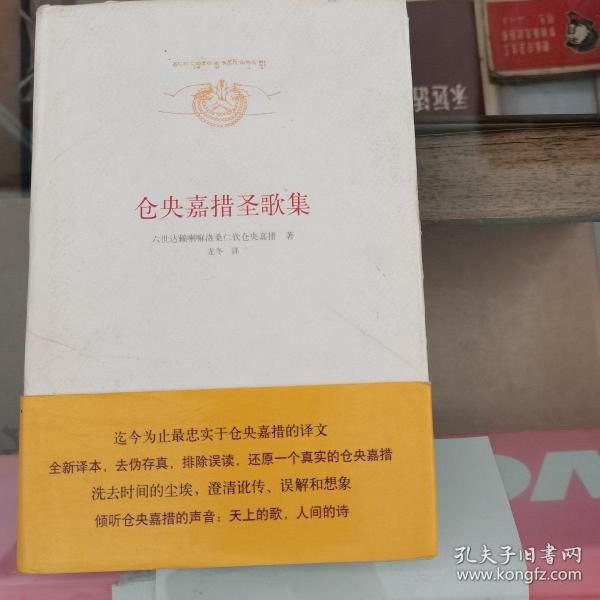 仓央嘉措圣歌集
六世达赖喇嘛洛桑仁钦仓央嘉措 著
龙冬 译
迄今为止最忠实于仓央嘉措的译文
全新译本，去伪存真，排除误读，还原一个真实的仓央嘉措
洗去时间的尘埃，澄清讹传、误解和想象
倾听仓央嘉措的声音：天上的歌，人间的诗
孔夫子旧书网
www.kongfz.com